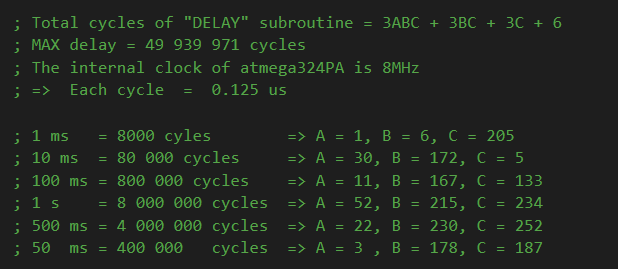 ; Total cycles of "DELAY" subroutine = 3ABC + 3BC + 3C + 6
; MAX delay = 49 939 971 cycles
; The internal clock of atmega324PA is 8MHz
; =>  Each cycle  =  0.125 us
; 1 ms   = 8000 cyles        => A = 1, B = 6, C = 205
; 10 ms  = 80 000 cycles     => A = 30, B = 172, C = 5
; 100 ms = 800 000 cycles    => A = 11, B = 167, C = 133
; 1 s    = 8 000 000 cycles  => A = 52, B = 215, C = 234
; 500 ms = 4 000 000 cycles  => A = 22, B = 230, C = 252
; 50  ms = 400 000   cycles  => A = 3 , B = 178, C = 187